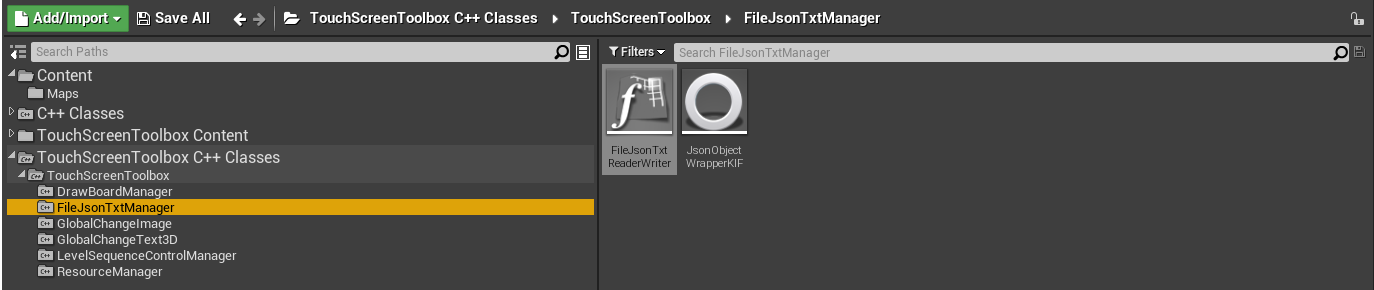 Add/Import Save All TouchScreenToolbox C++ Classes TouchScreenToolbox FileJsonTxtManager
Search Paths
Content
Maps
C++ Classes
TouchScreenToolbox Content
TouchScreenToolbox C++ Classes
TouchScreenToolbox
DrawBoardManager
FileJsonTxtManager
GlobalChangeImage
GlobalChangeText3D
LevelSequenceControlManager
ResourceManager
Filters Search FileJsonTxtManager
FileJsonTxt
ReaderWriter
JsonObject
WrapperKIF